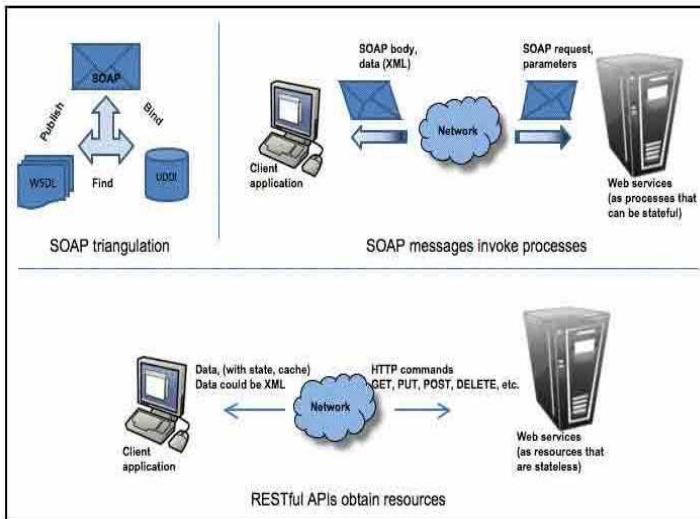 SOAP
Publish
Bind
WSDL
Find
UDDI
SOAP triangulation
SOAP body,
data (XML)
SOAP request,
parameters
Network
Client
application
Web services
(as processes that
can be stateful)
SOAP messages invoke processes
Data, (with state, cache)
Data could be XML
HTTP commands
GET, PUT, POST, DELETE, etc.
Network
Client
application
Web services
(as resources that
are stateless)
RESTful APIs obtain resources